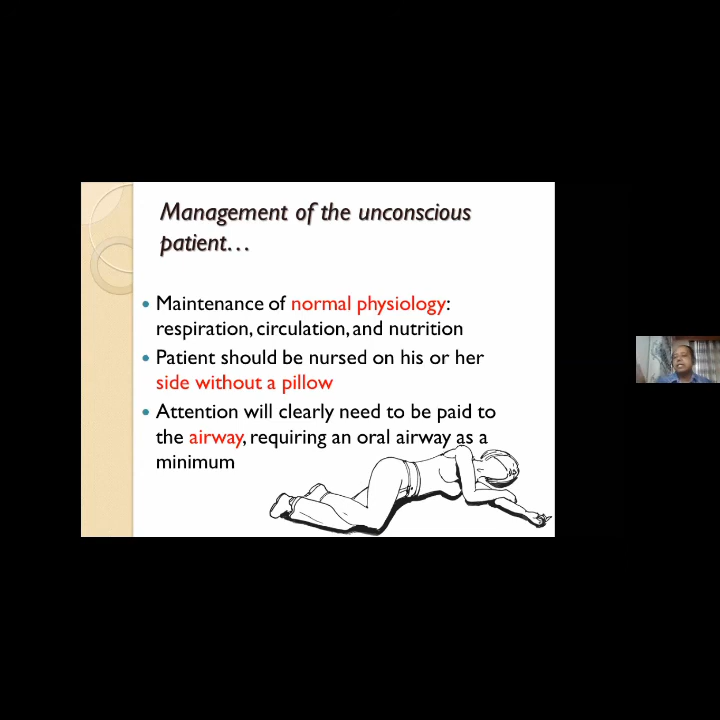 Management of the unconscious
patient…
• Maintenance of normal physiology:
respiration, circulation, and nutrition
• Patient should be nursed on his or her
side without a pillow
• Attention will clearly need to be paid to
the airway, requiring an oral airway as a
minimum